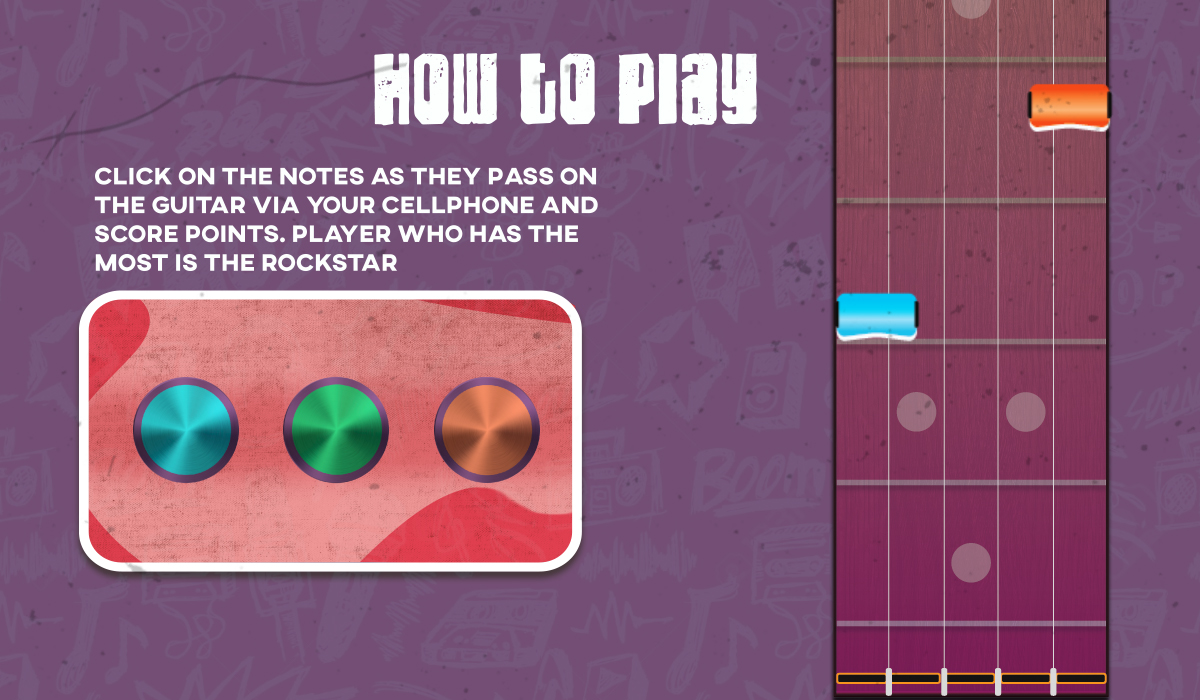 How to Play
CLICK ON THE NOTES AS THEY PASS ON
THE GUITAR VIA YOUR CELLPHONE AND
SCORE POINTS. PLAYER WHO HAS THE
MOST IS THE ROCKSTAR
BOOM